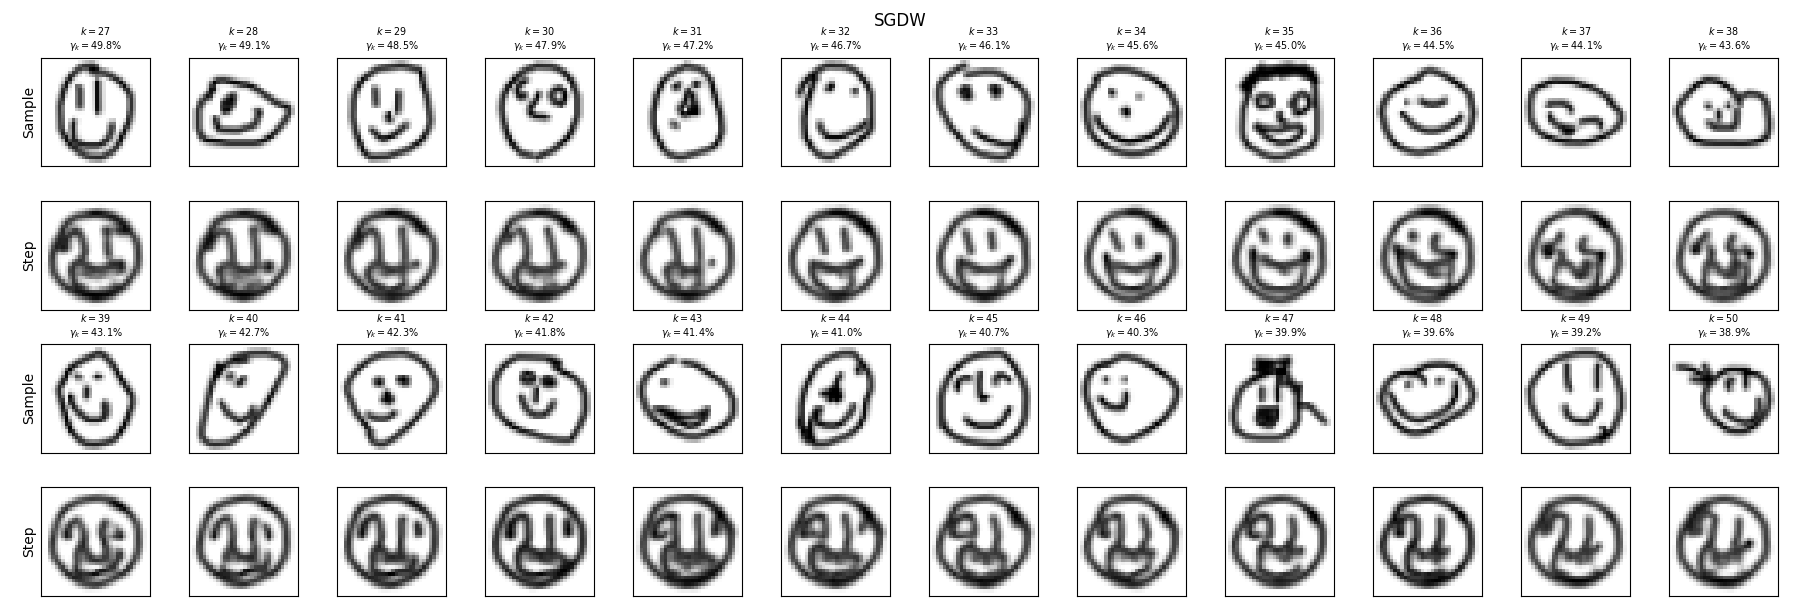 SGDW
k = 27 k = 28 k = 29 k = 30 k = 31 k = 32 k = 33 k = 34 k = 35 k = 36 k = 37 k = 38
γk = 49.8% γk = 49.1% γk = 48.5% γk = 47.9% γk = 47.2% γk = 46.7% γk = 46.1% γk = 45.6% γk = 45.0% γk = 44.5% γk = 44.1% γk = 43.6%
Sample
Step
k = 39 k = 40 k = 41 k = 42 k = 43 k = 44 k = 45 k = 46 k = 47 k = 48 k = 49 k = 50
γk = 43.1% γk = 42.7% γk = 42.3% γk = 41.8% γk = 41.4% γk = 41.0% γk = 40.7% γk = 40.3% γk = 39.9% γk = 39.6% γk = 39.2% γk = 38.9%
Sample
Step